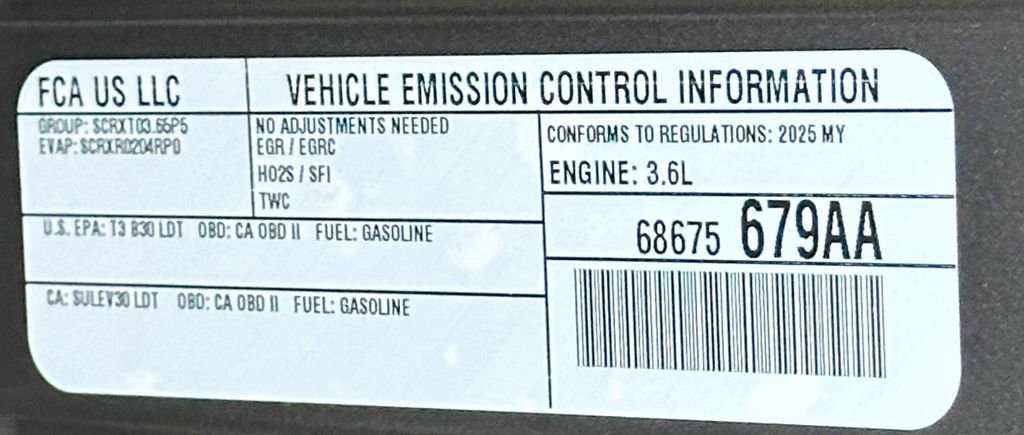 FCA US LLC
VEHICLE EMISSION CONTROL INFORMATION
GROUP: SCRXT03.65P5
EVAP: SCRXR0204RP0
NO ADJUSTMENTS NEEDED
EGR / EGRC
HO2S / SFI
TWC
CONFORMS TO REGULATIONS: 2025 MY
ENGINE: 3.6L
68675 679AA
U.S. EPA: T3 B30 LDT OBD: CA OBD II FUEL: GASOLINE
CA: SULEV30 LDT OBD: CA OBD II FUEL: GASOLINE